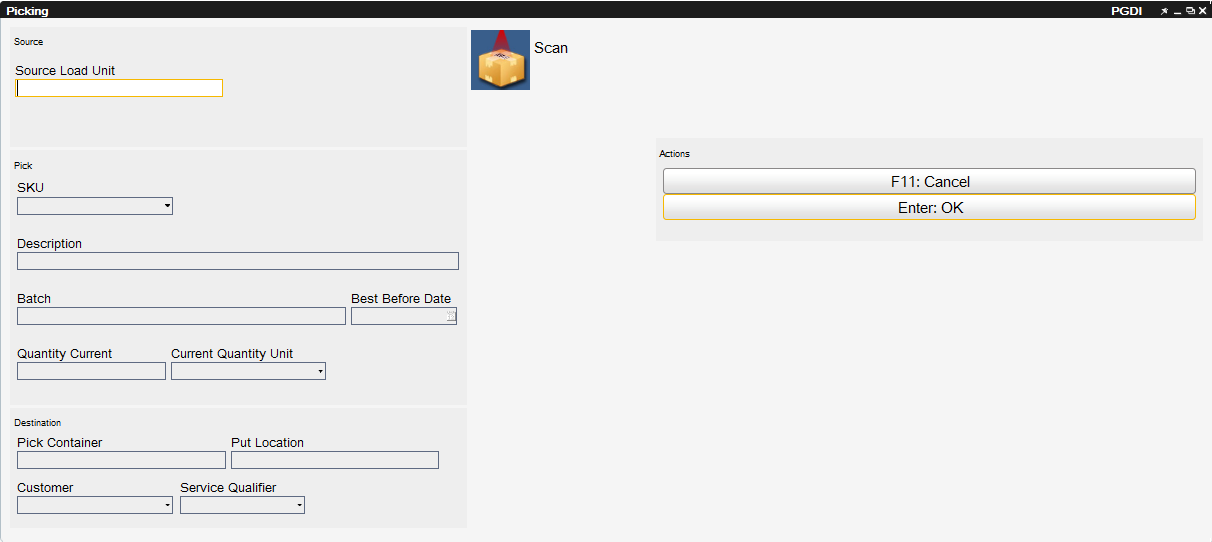 Picking
PGDI
Source
Source Load Unit
Scan
Actions
F11: Cancel
Enter: OK
Pick
SKU
Description
Batch
Best Before Date
Quantity Current
Current Quantity Unit
Destination
Pick Container
Put Location
Customer
Service Qualifier